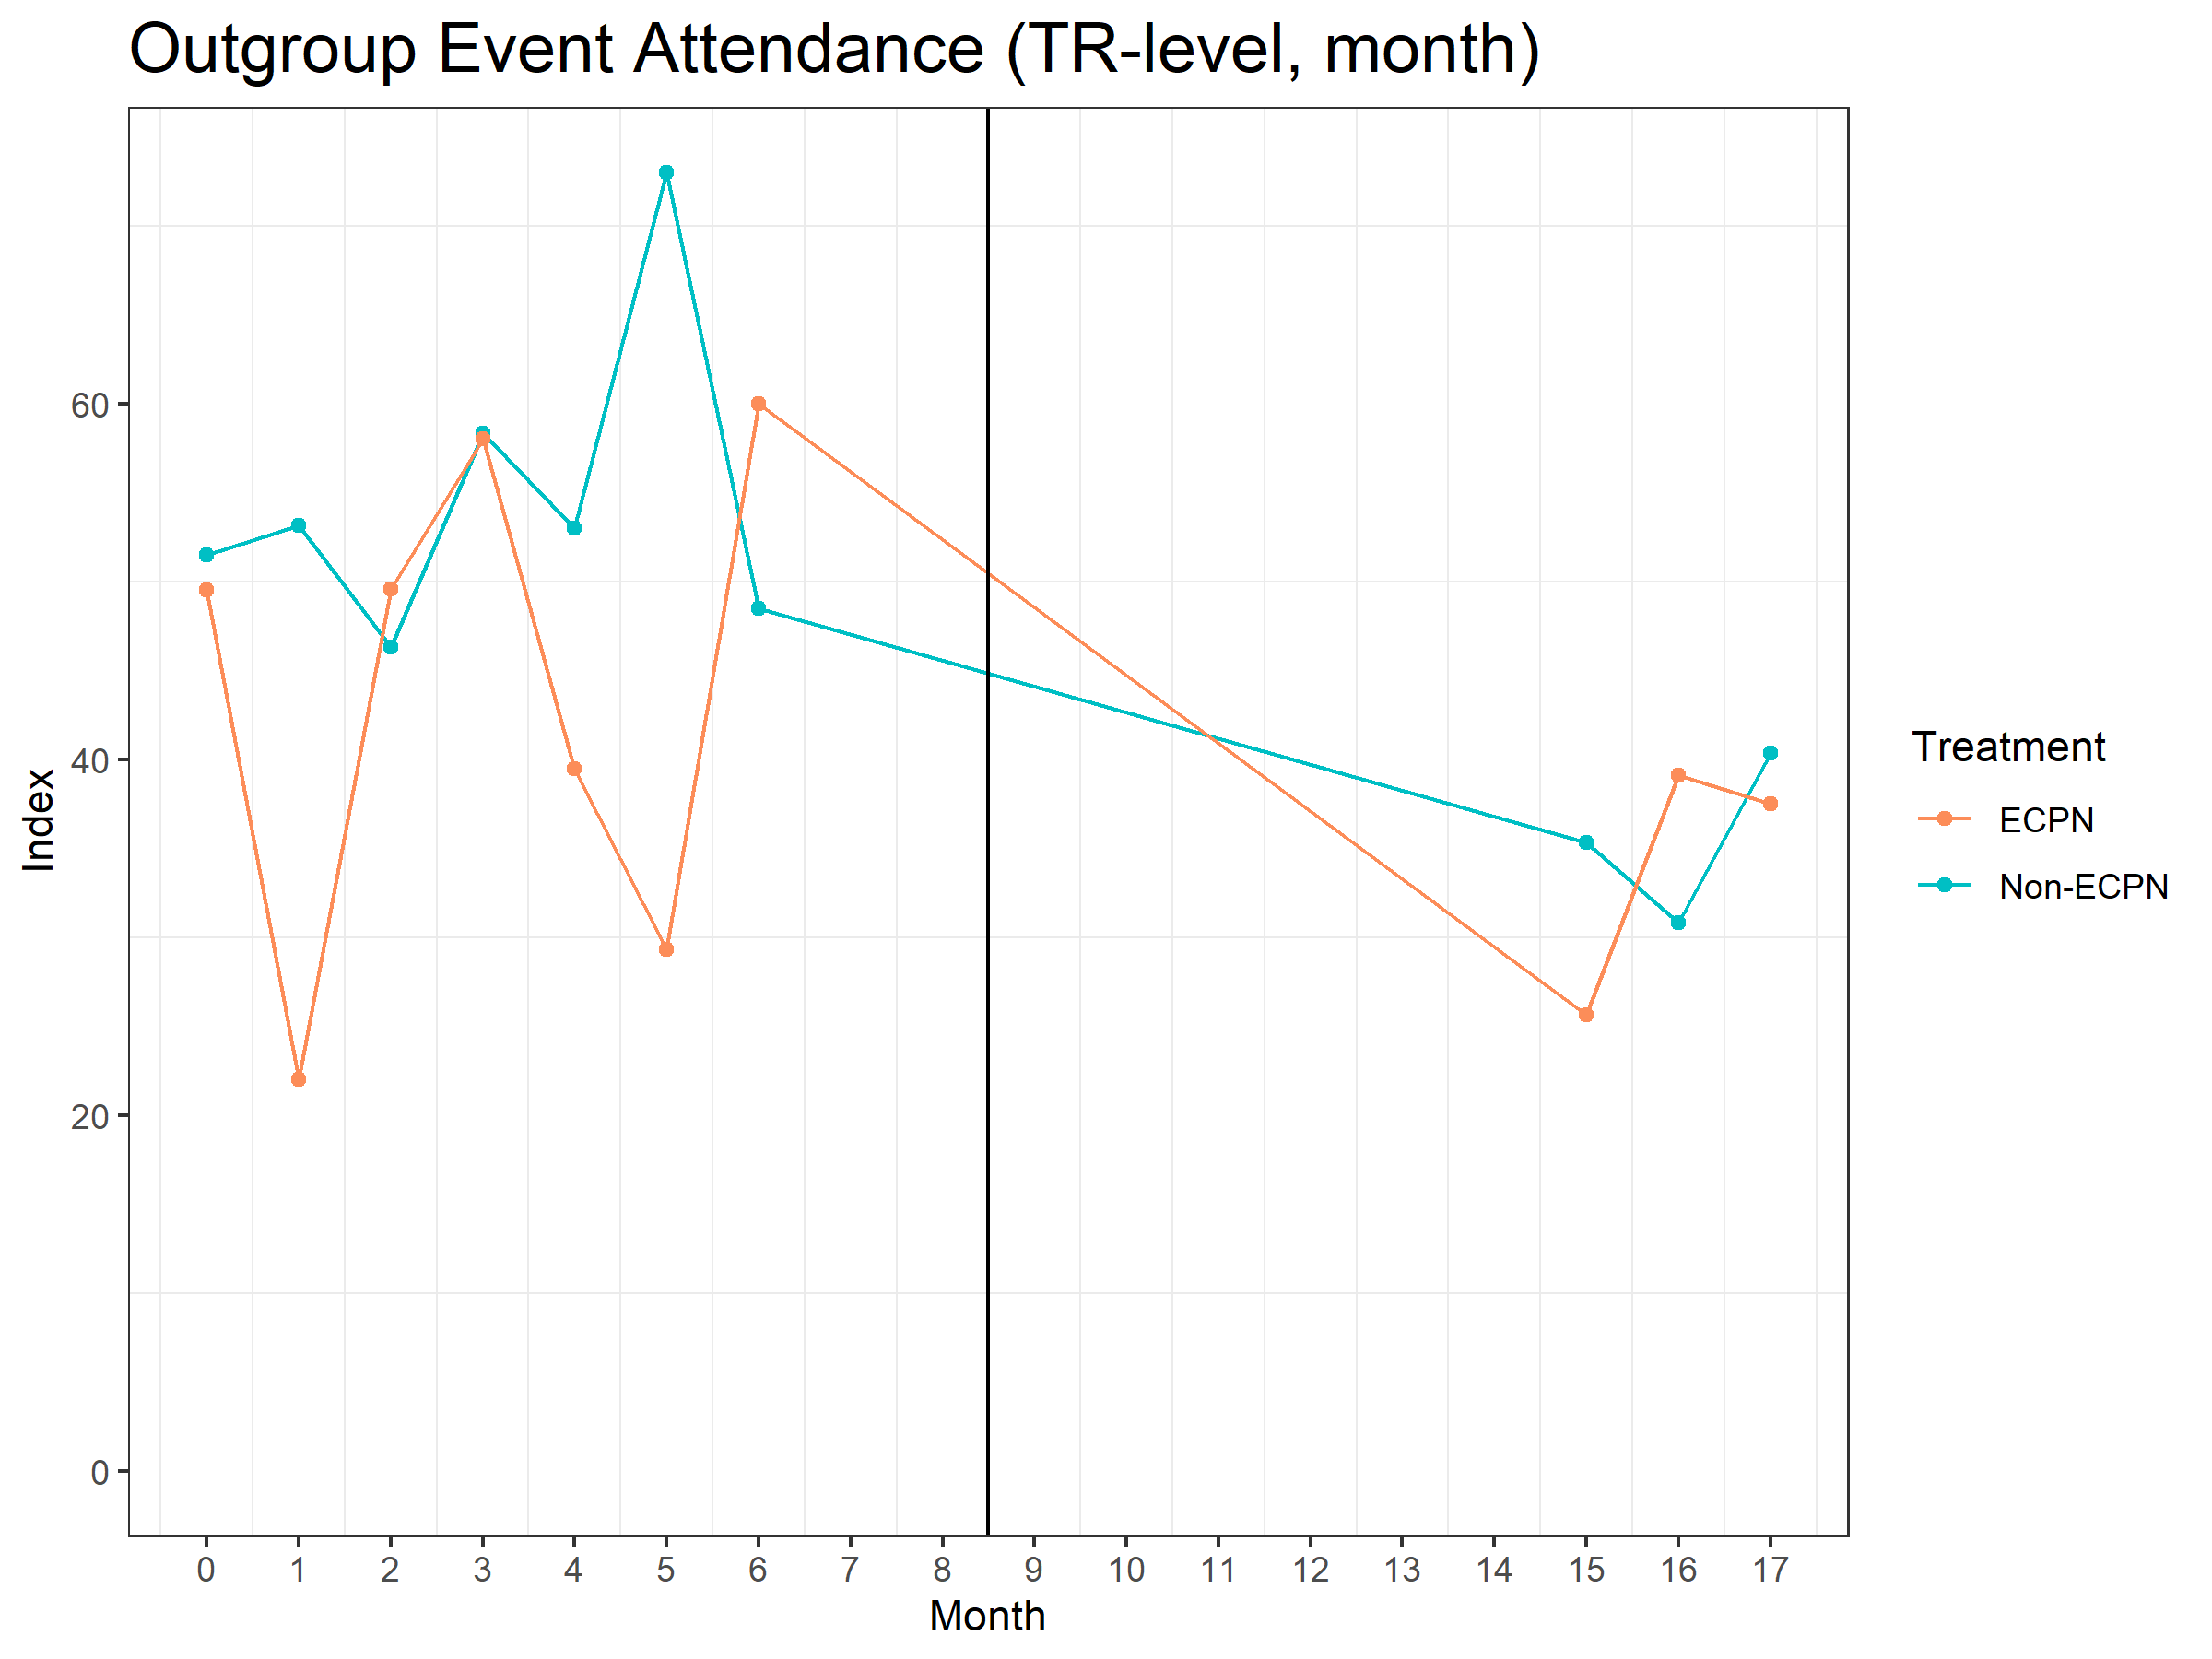 Outgroup Event Attendance (TR-level, month)
60
40
20
0
Index
0 1 2 3 4 5 6 7 8 9 10 11 12 13 14 15 16 17
Month
Treatment
ECPN
Non-ECPN